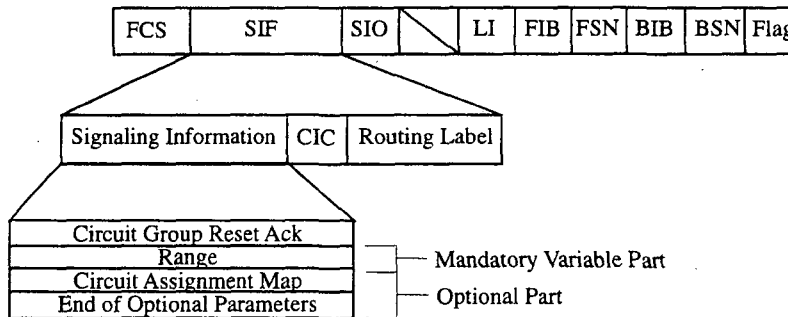 FCS SIF SIO LI FIB FSN BIB BSN Flag
Signaling Information CIC Routing Label
Circuit Group Reset Ack
Range
Mandatory Variable Part
Circuit Assignment Map
End of Optional Parameters
Optional Part